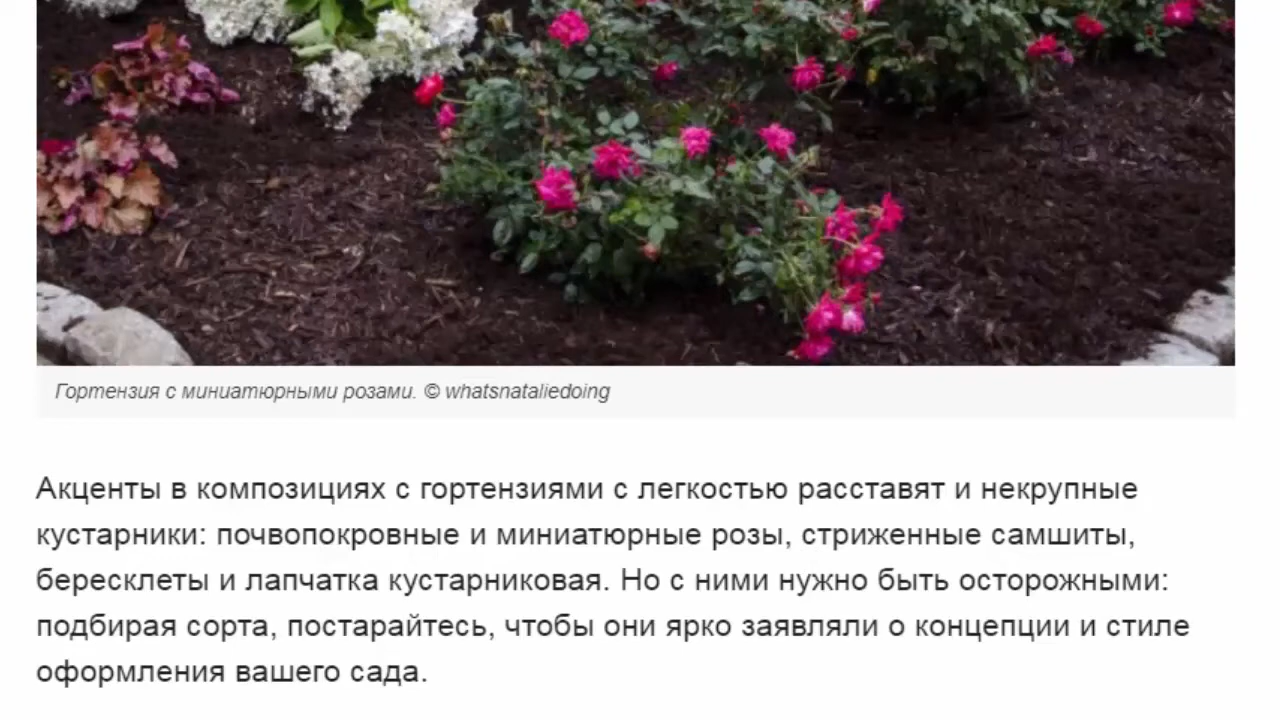 Гортензия с миниатюрными розами. © whatsnataliedoing
Акценты в композициях с гортензиями с легкостью расставят и некрупные
кустарники: почвопокровные и миниатюрные розы, стриженные самшиты,
бересклеты и лапчатка кустарниковая. Но с ними нужно быть осторожными:
подбирая сорта, постарайтесь, чтобы они ярко заявляли о концепции и стиле
оформления вашего сада.